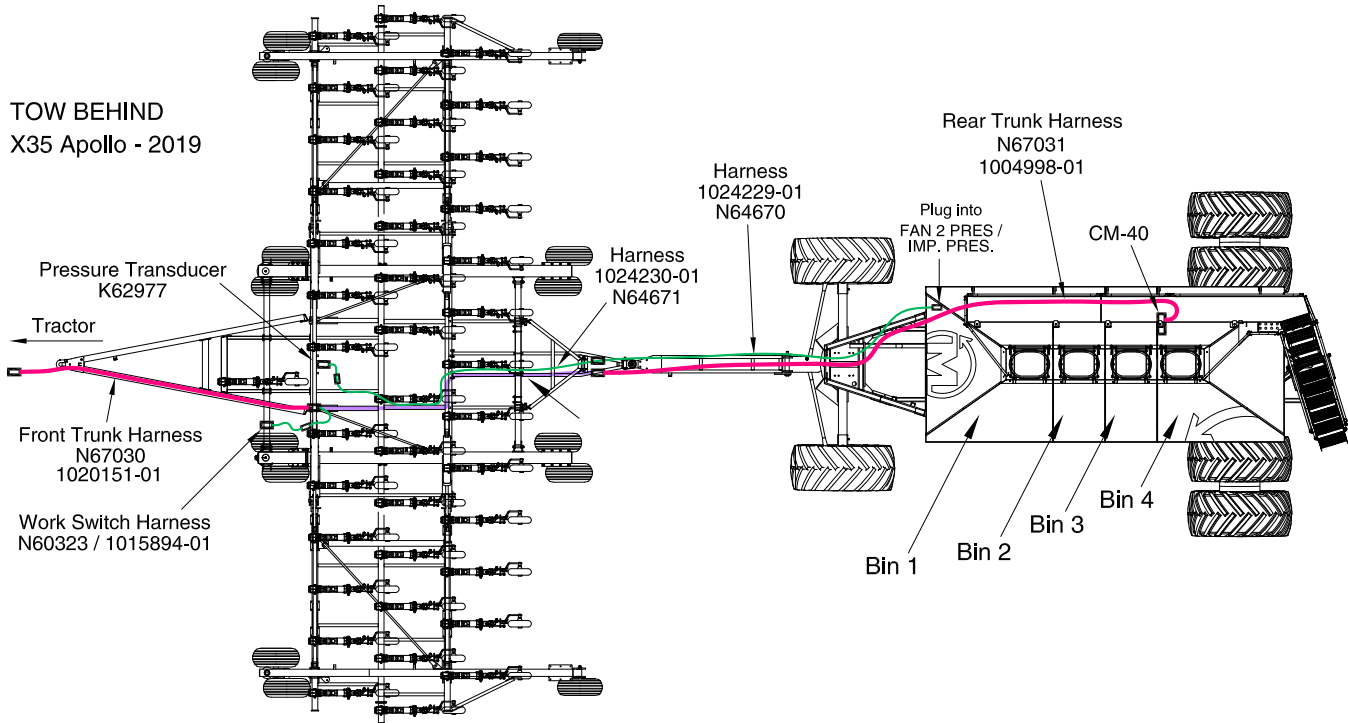 TOW BEHIND
X35 Apollo - 2019
Rear Trunk Harness
N67031
1004998-01
Harness
1024229-01
N64670
Plug into
FAN 2 PRES /
IMP. PRES.
CM-40
Pressure Transducer
K62977
Harness
1024230-01
N64671
Tractor
Front Trunk Harness
N67030
1020151-01
Work Switch Harness
N60323 / 1015894-01
Bin 1
Bin 2
Bin 3
Bin 4